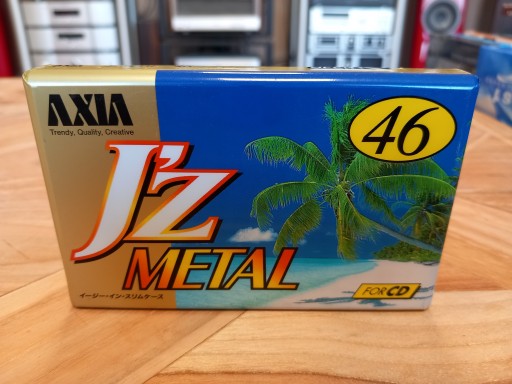 AXIA
Trendy, Quality, Creative
46
J'z
METAL
イージー・イン・スリムケース
FOR CD